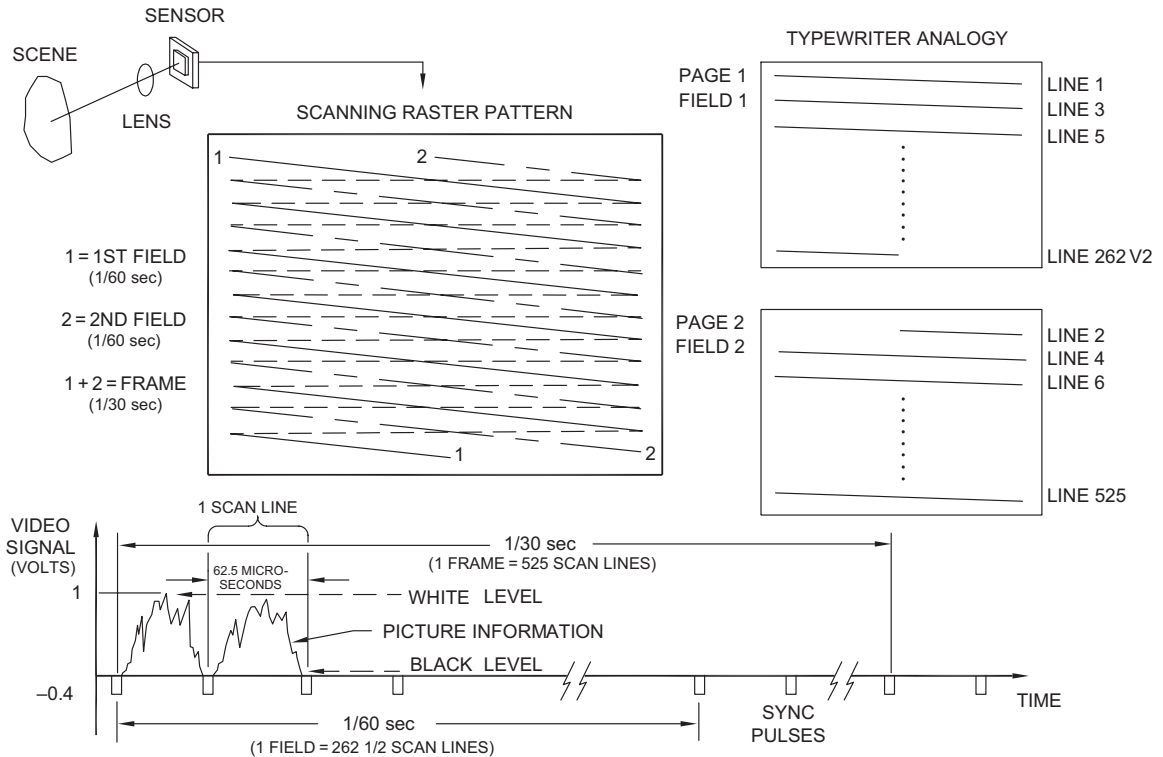 SENSOR
SCENE
LENS
SCANNING RASTER PATTERN
1
2
1 = 1ST FIELD
(1/60 sec)
2 = 2ND FIELD
(1/60 sec)
1 + 2 = FRAME
(1/30 sec)
1
2
TYPEWRITER ANALOGY
PAGE 1
FIELD 1
LINE 1
LINE 3
LINE 5
LINE 262 V2
PAGE 2
FIELD 2
LINE 2
LINE 4
LINE 6
LINE 525
VIDEO
SIGNAL
(VOLTS)
1 SCAN LINE
1/30 sec
(1 FRAME = 525 SCAN LINES)
62.5 MICRO-
SECONDS
1
WHITE LEVEL
PICTURE INFORMATION
BLACK LEVEL
–0.4
TIME
1/60 sec
(1 FIELD = 262 1/2 SCAN LINES)
SYNC
PULSES